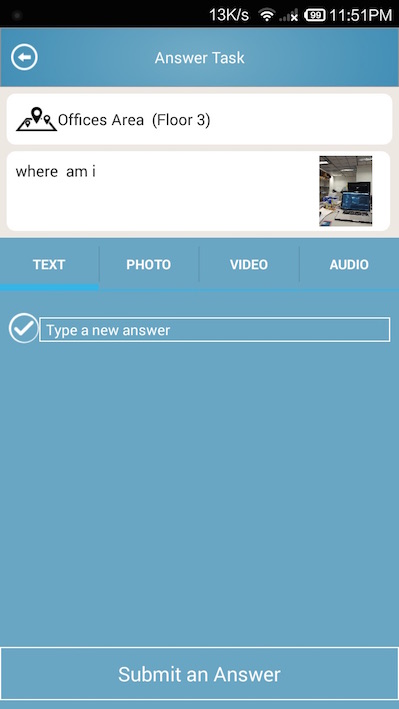 13K/s 99 11:51PM
Answer Task
Offices Area (Floor 3)
where am i
TEXT PHOTO VIDEO AUDIO
Type a new answer
Submit an Answer